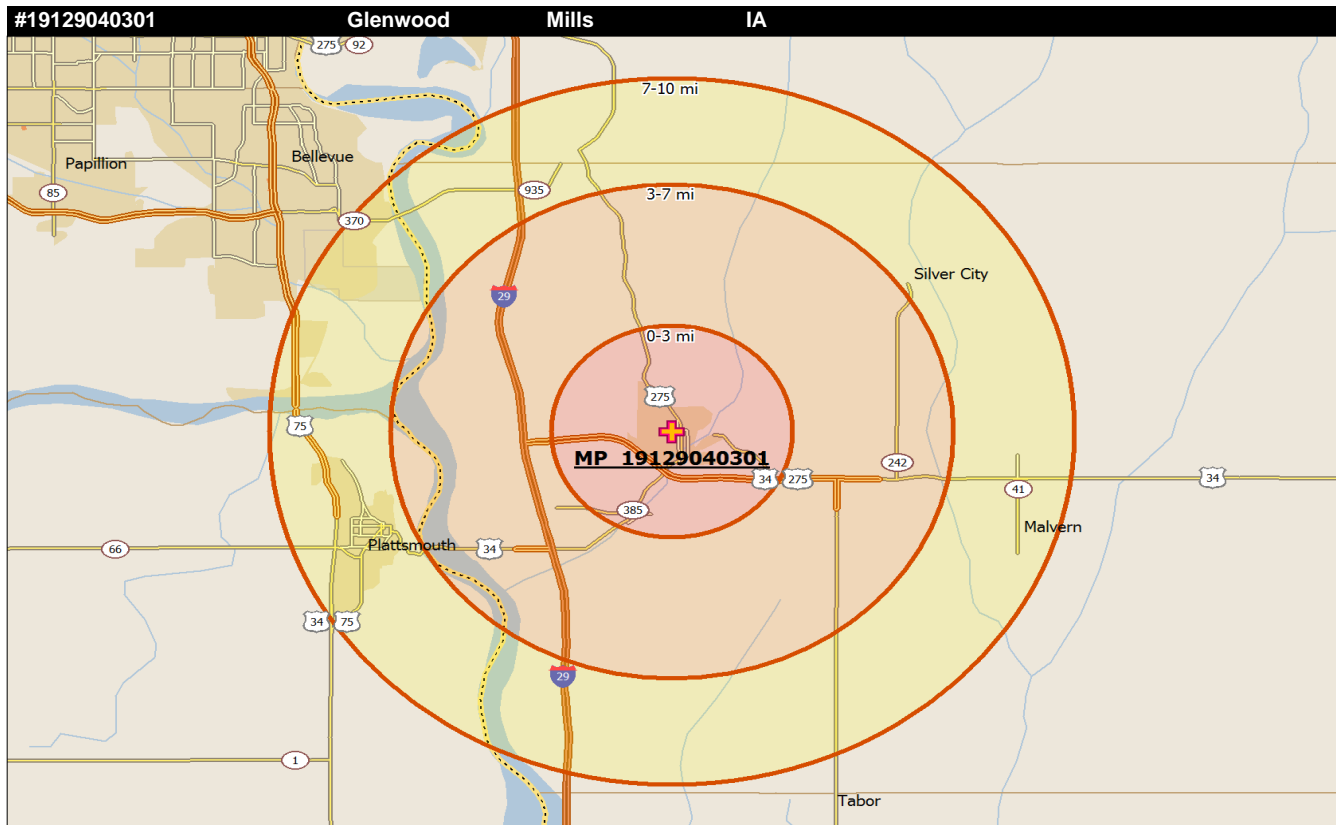 #19129040301 Glenwood Mills IA
275 92
7-10 mi
Papillion
Bellevue
85
935
3-7 mi
370
Silver City
29
0-3 mi
275
75
MP 19129040301
242
34 275
34
41
385
Malvern
66
Plattsmouth
34
34 75
29
1
Tabor